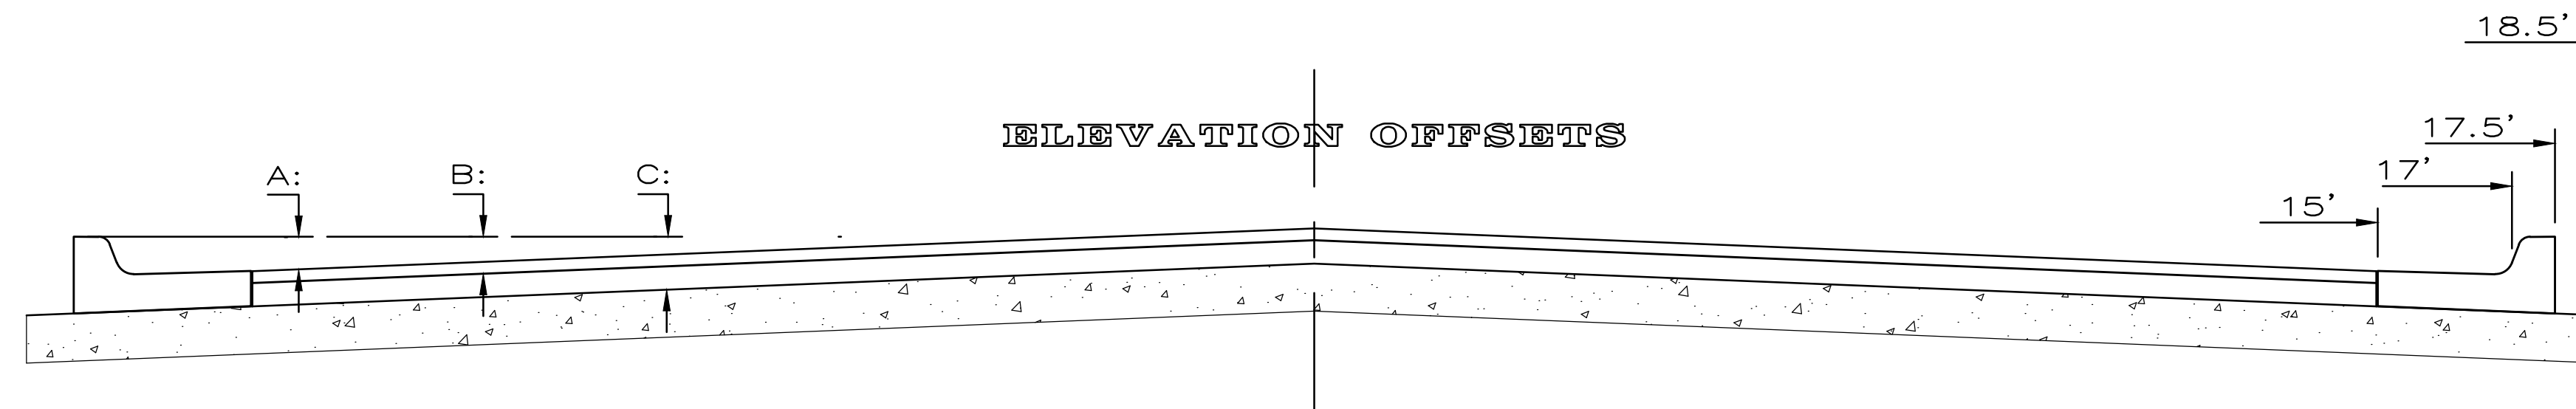 18.5’
ELEVATION OFFSETS
17.5’
17’
A: B: C:
15’